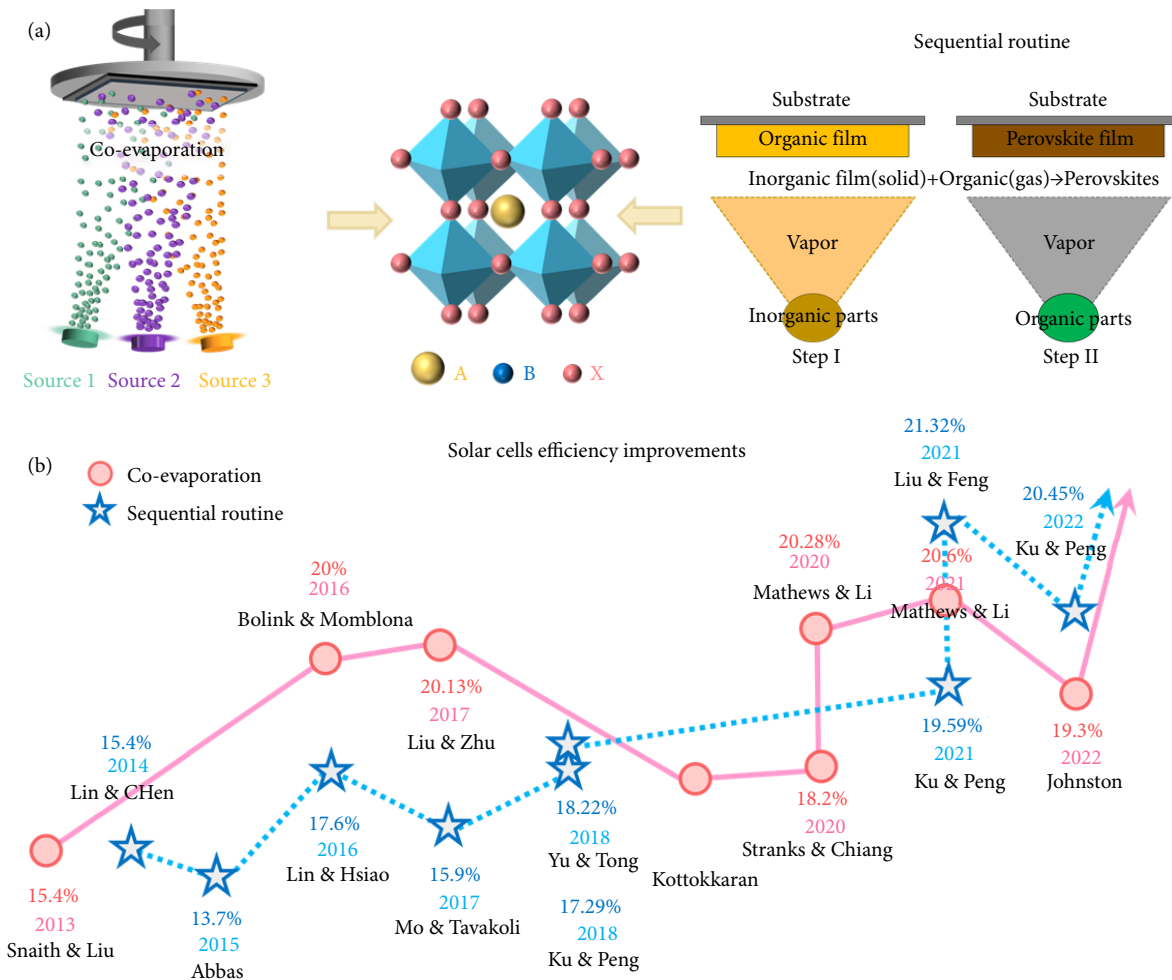 (a)
Co-evaporation
Source 1
Source 2
Source 3
A
B
X
Sequential routine
Substrate
Organic film
Substrate
Perovskite film
Inorganic film(solid)+Organic(gas)→Perovskites
Vapor
Inorganic parts
Step I
Vapor
Organic parts
Step II
(b)
Solar cells efficiency improvements
Co-evaporation
Sequential routine
15.4%
2013
Snaith & Liu
15.4%
2014
Lin & CHen
13.7%
2015
Abbas
20%
2016
Bolink & Momblona
17.6%
2016
Lin & Hsiao
20.13%
2017
Liu & Zhu
15.9%
2017
Mo & Tavakoli
18.22%
2018
Yu & Tong
17.29%
2018
Ku & Peng
Kottokkaran
20.28%
2020
Mathews & Li
18.2%
2020
Stranks & Chiang
21.32%
2021
Liu & Feng
20.6%
2021
Mathews & Li
19.59%
2021
Ku & Peng
20.45%
2022
Ku & Peng
19.3%
2022
Johnston